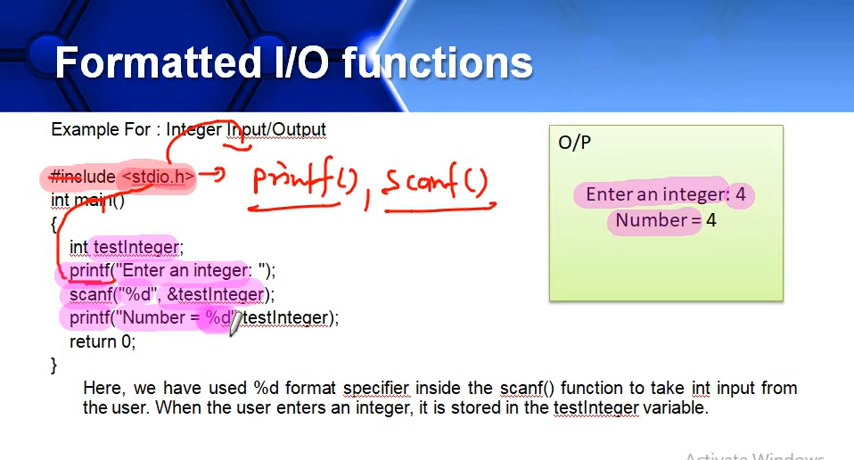 Formatted I/O functions
Example For : Integer Input/Output
#include <stdio.h> → printf(), scanf()
int main()
{
int testInteger;
printf("Enter an integer: ");
scanf("%d", &testInteger);
printf("Number = %d", testInteger);
return 0;
}
O/P
Enter an integer: 4
Number = 4
Here, we have used %d format specifier inside the scanf() function to take int input from
the user. When the user enters an integer, it is stored in the testInteger variable.
Activate Windows